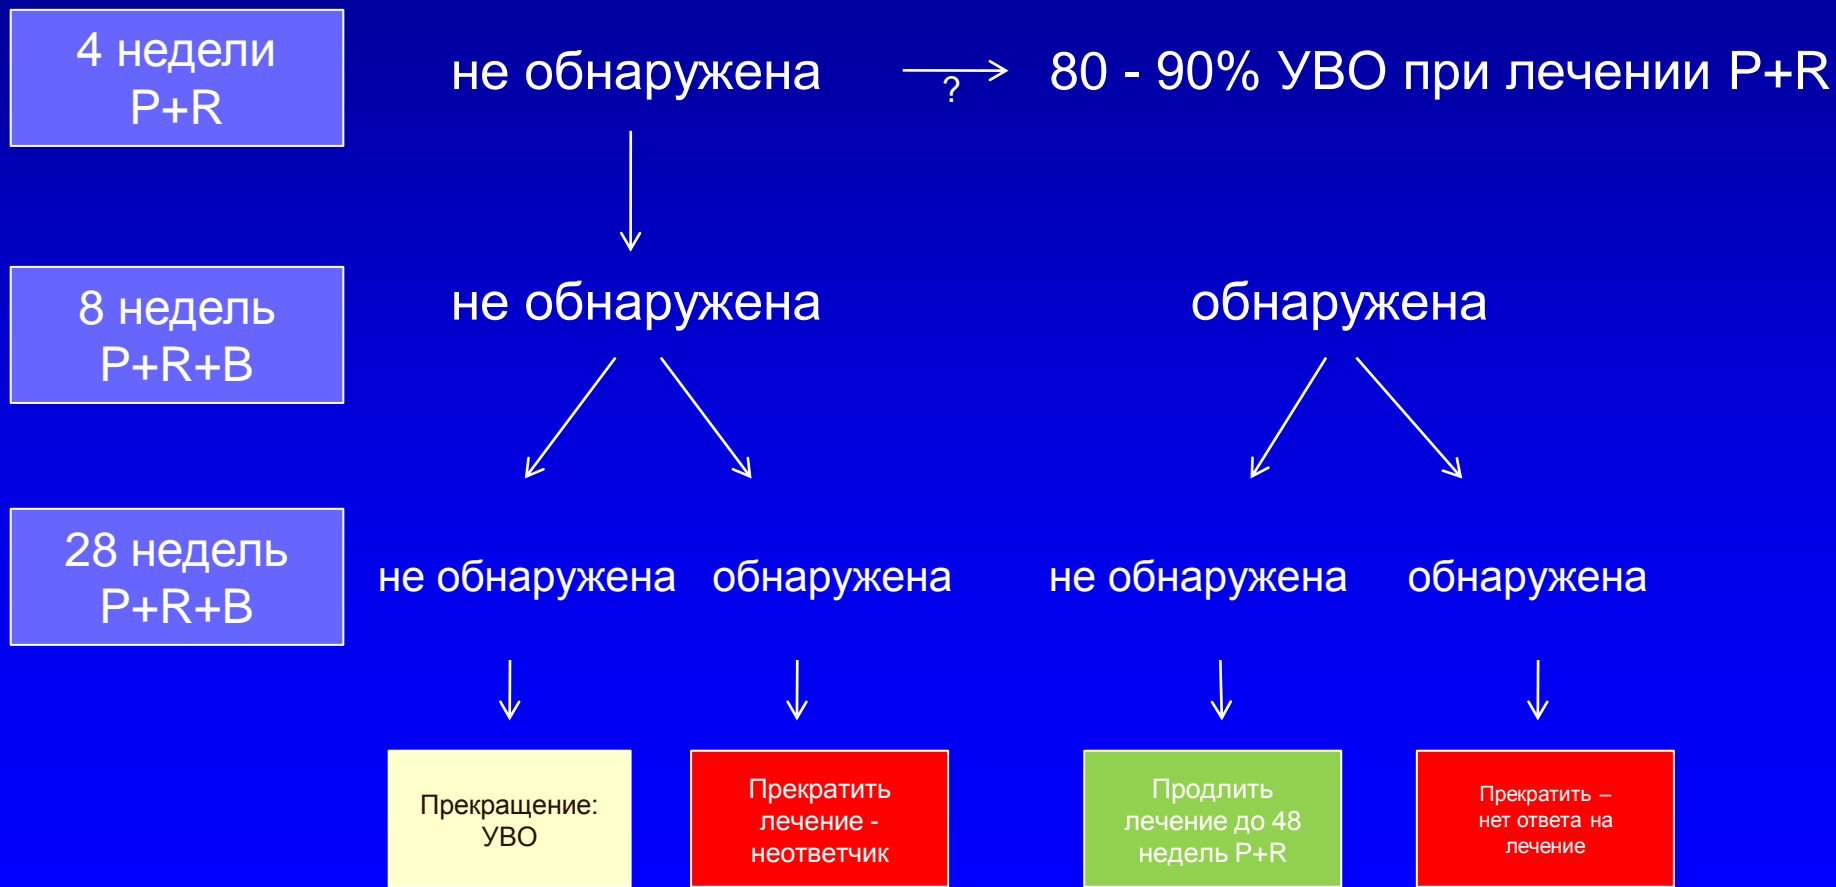 4 недели
P+R
не обнаружена
?
80 - 90% УВО при лечении P+R
8 недель
P+R+B
не обнаружена
обнаружена
28 недель
P+R+B
не обнаружена
обнаружена
не обнаружена
обнаружена
Прекращение:
УВО
Прекратить
лечение -
неответчик
Продлить
лечение до 48
недель P+R
Прекратить –
нет ответа на
лечение